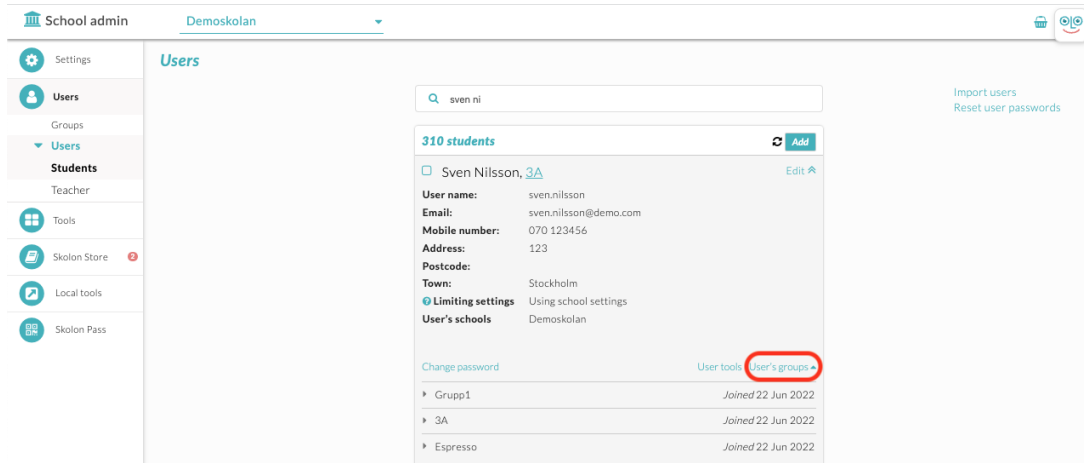 School admin
Demoskolan
Settings
Users
Groups
Users
Students
Teacher
Tools
Skolon Store 2
Local tools
Skolon Pass
Users
sven ni
Import users
Reset user passwords
310 students
Add
Sven Nilsson, 3A
Edit
User name: sven.nilsson
Email: sven.nilsson@demo.com
Mobile number: 070 123456
Address: 123
Postcode:
Town: Stockholm
? Limiting settings Using school settings
User's schools Demoskolan
Change password User tools User's groups
Grupp1 Joined 22 Jun 2022
3A Joined 22 Jun 2022
Espresso Joined 22 Jun 2022